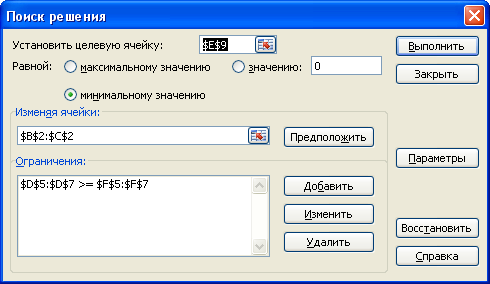 Поиск решения
Установить целевую ячейку: $E$9 Выполнить
Равной: максимальному значению значению: 0 Закрыть
минимальному значению
Изменяя ячейки:
$B$2:$C$2 Предположить
Ограничения: Параметры
$D$5:$D$7 >= $F$5:$F$7 Добавить
Изменить
Удалить Восстановить
Справка